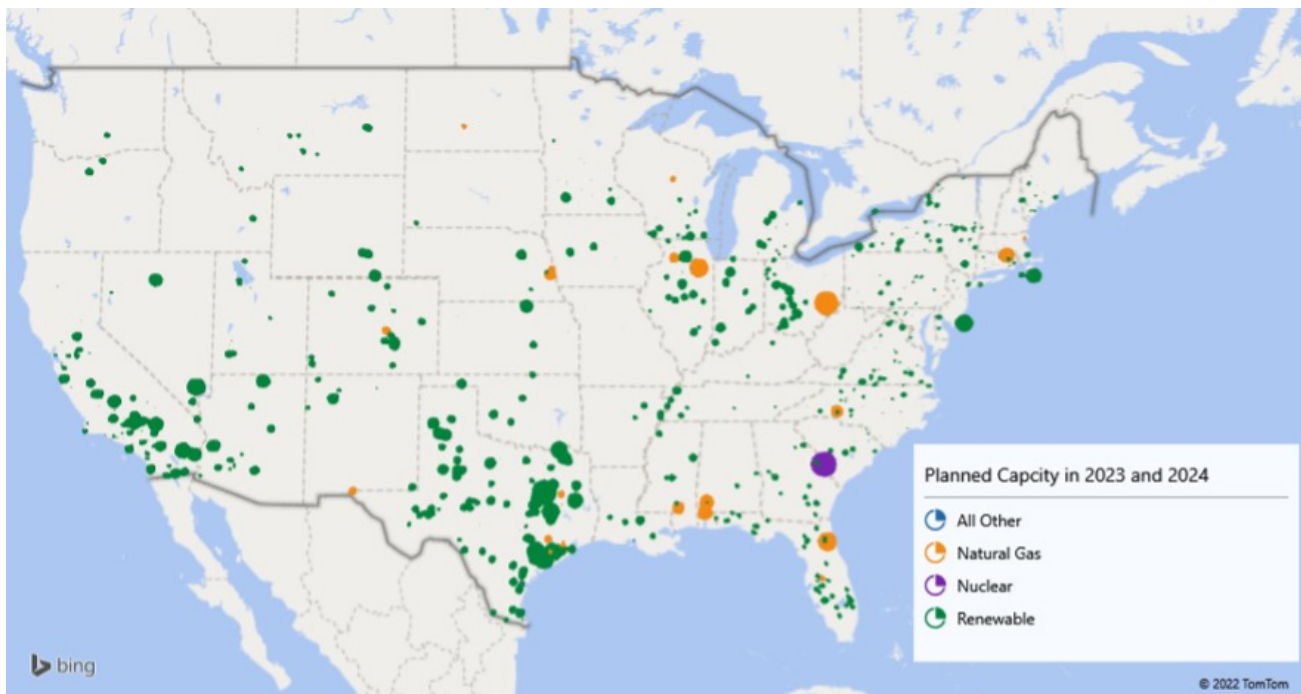 Planned Capcity in 2023 and 2024
All Other
Natural Gas
Nuclear
Renewable
bing
© 2022 TomTom